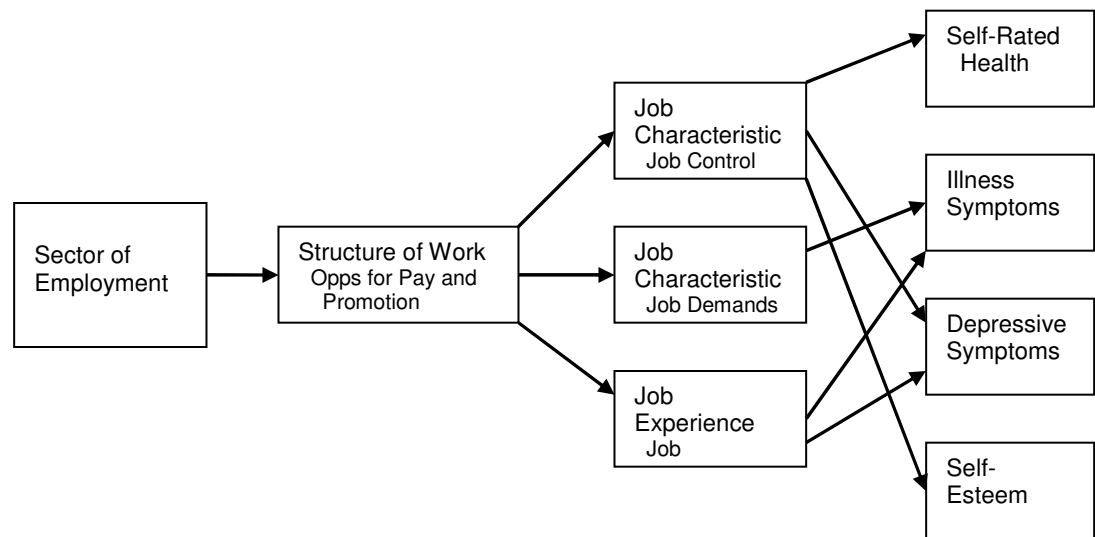 Sector of
Employment
Structure of Work
Opps for Pay and
Promotion
Job
Characteristic
Job Control
Job
Characteristic
Job Demands
Job
Experience
Job
Self-Rated
Health
Illness
Symptoms
Depressive
Symptoms
Self-
Esteem